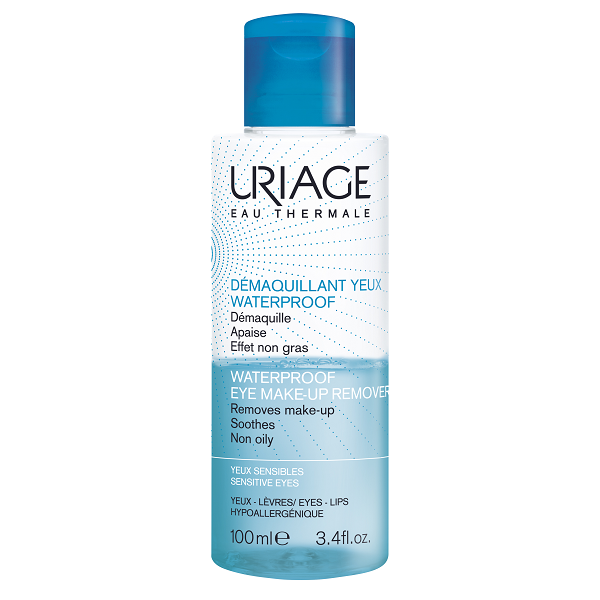 URIAGE
EAU THERMALE
DÉMAQUILLANT YEUX
WATERPROOF
Démaquille
Apaise
Effet non gras
WATERPROOF
EYE MAKE-UP REMOVER
Removes make-up
Soothes
Non oily
YEUX SENSIBLES
SENSITIVE EYES
YEUX - LÈVRES/ EYES - LIPS
HYPOALLERGÉNIQUE
100ml℮ 3.4fl.oz.